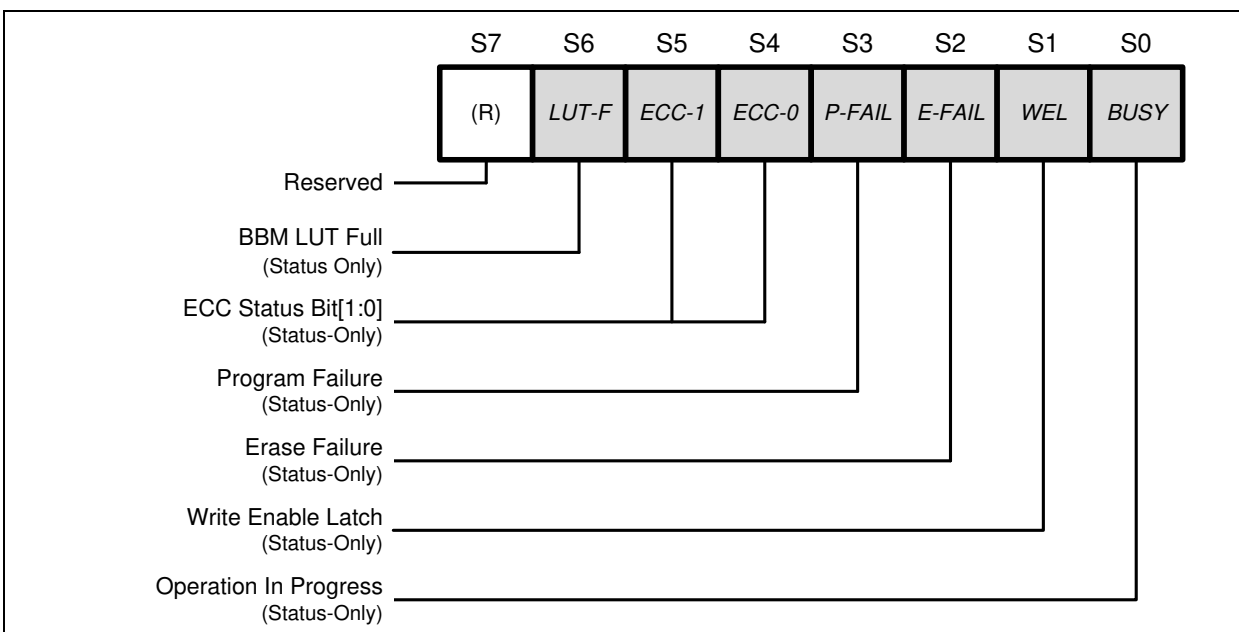 S7 S6 S5 S4 S3 S2 S1 S0
(R) LUT-F ECC-1 ECC-0 P-FAIL E-FAIL WEL BUSY
Reserved
BBM LUT Full
(Status Only)
ECC Status Bit[1:0]
(Status-Only)
Program Failure
(Status-Only)
Erase Failure
(Status-Only)
Write Enable Latch
(Status-Only)
Operation In Progress
(Status-Only)